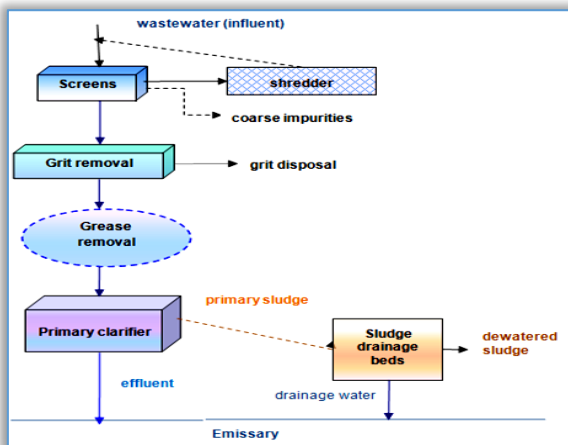 wastewater (influent)
Screens
shredder
coarse impurities
Grit removal
grit disposal
Grease
removal
primary sludge
Primary clarifier
Sludge
drainage
beds
dewatered
sludge
effluent
drainage water
Emissary